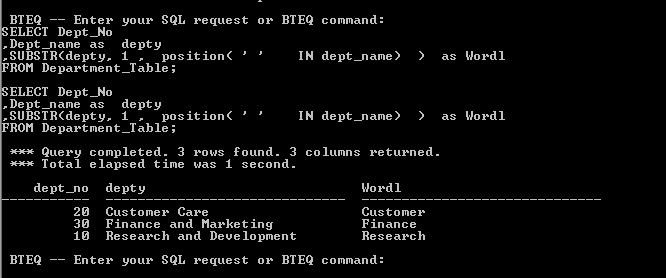 BTEQ -- Enter your SQL request or BTEQ command:
SELECT Dept_No
,Dept_name as  depty
,SUBSTR(depty, 1 ,  position( ' '    IN dept_name)  )  as Wordl
FROM Department_Table;
SELECT Dept_No
,Dept_name as  depty
,SUBSTR(depty, 1 ,  position( ' '    IN dept_name)  )  as Wordl
FROM Department_Table;
*** Query completed. 3 rows found. 3 columns returned.
*** Total elapsed time was 1 second.
dept_no  depty  Wordl
20  Customer Care  Customer
30  Finance and Marketing  Finance
10  Research and Development  Research
BTEQ -- Enter your SQL request or BTEQ command: